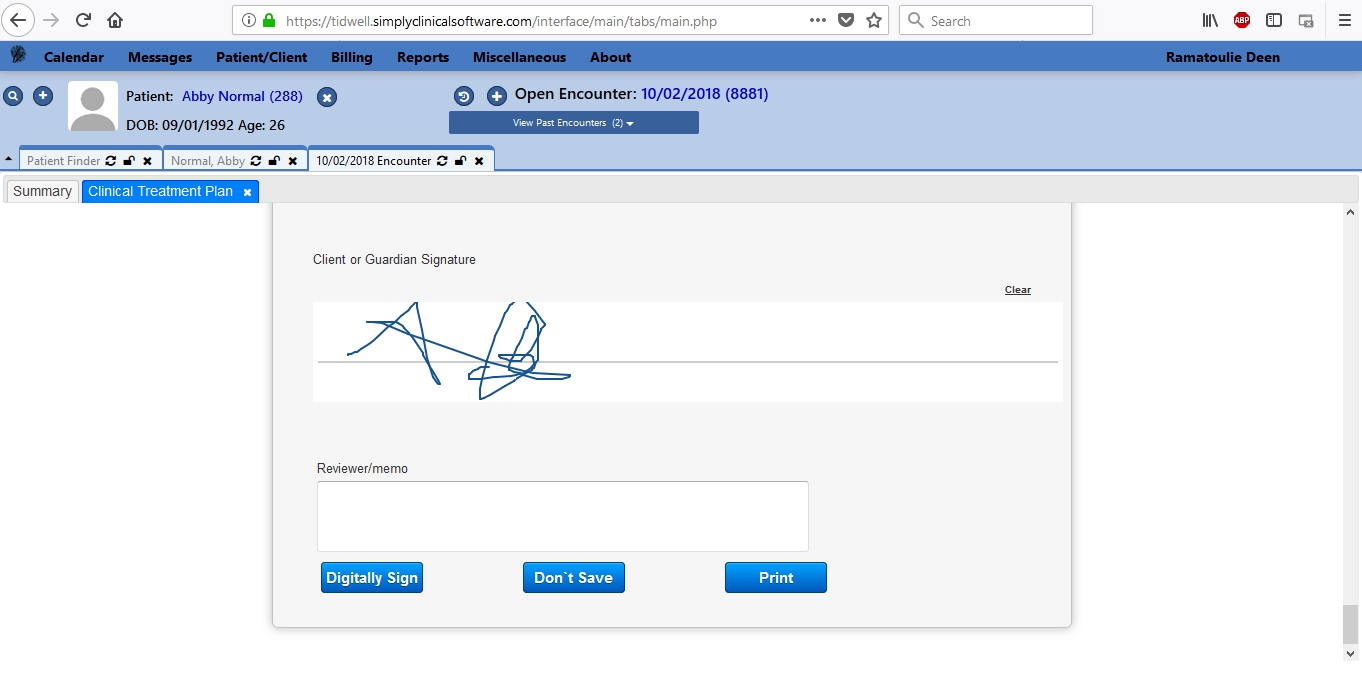 https://tidwell.simplyclinicalsoftware.com/interface/main/tabs/main.php
Search
ABP
Calendar Messages Patient/Client Billing Reports Miscellaneous About Ramatoulie Deen
Patient: Abby Normal (288)
DOB: 09/01/1992 Age: 26
Open Encounter: 10/02/2018 (8881)
View Past Encounters (2)
Patient Finder
Normal, Abby
10/02/2018 Encounter
Summary
Clinical Treatment Plan
Client or Guardian Signature
Clear
Reviewer/memo
Digitally Sign
Don`t Save
Print